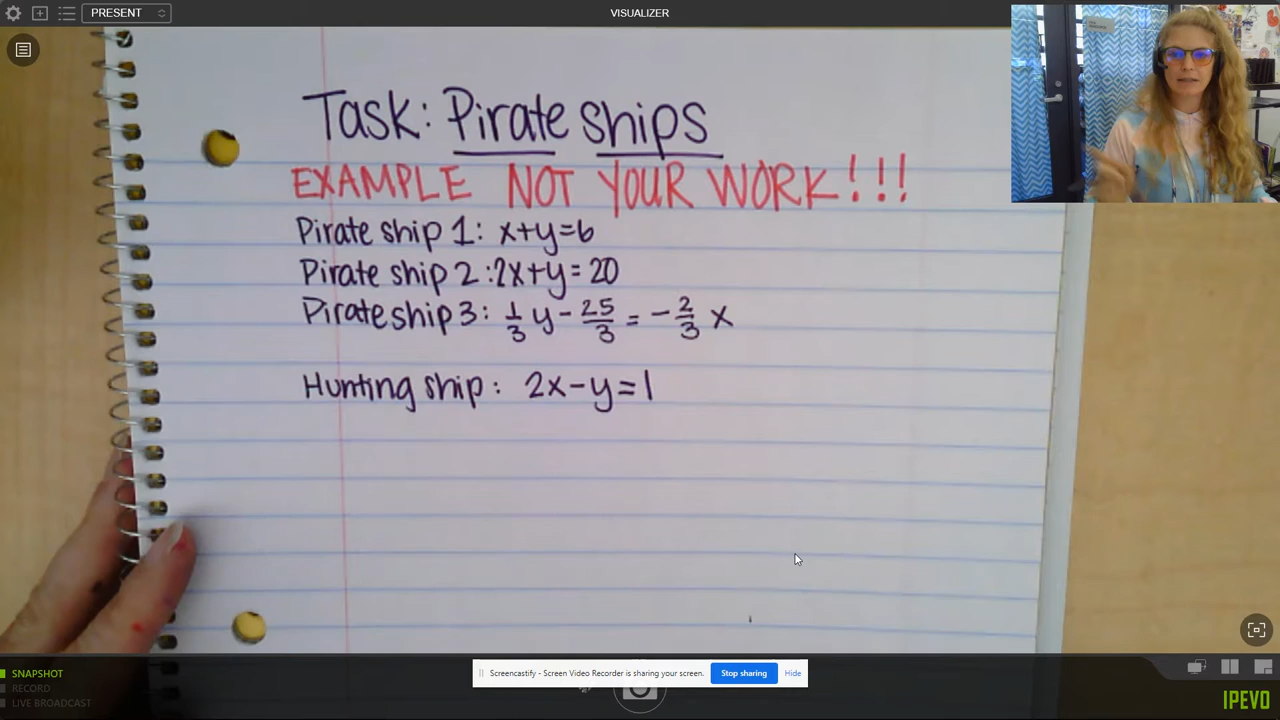 PRESENT
VISUALIZER
Task: Pirate ships
EXAMPLE NOT YOUR WORK!!!
Pirate ship 1: x+y=6
Pirate ship 2: 2x+y=20
Pirate ship 3: 1/3 y - 25/3 = -2/3 x
Hunting ship: 2x-y=1
Screencastify - Screen Video Recorder is sharing your screen.
Stop sharing
Hide
SNAPSHOT
RECORD
LIVE BROADCAST
IPEVO